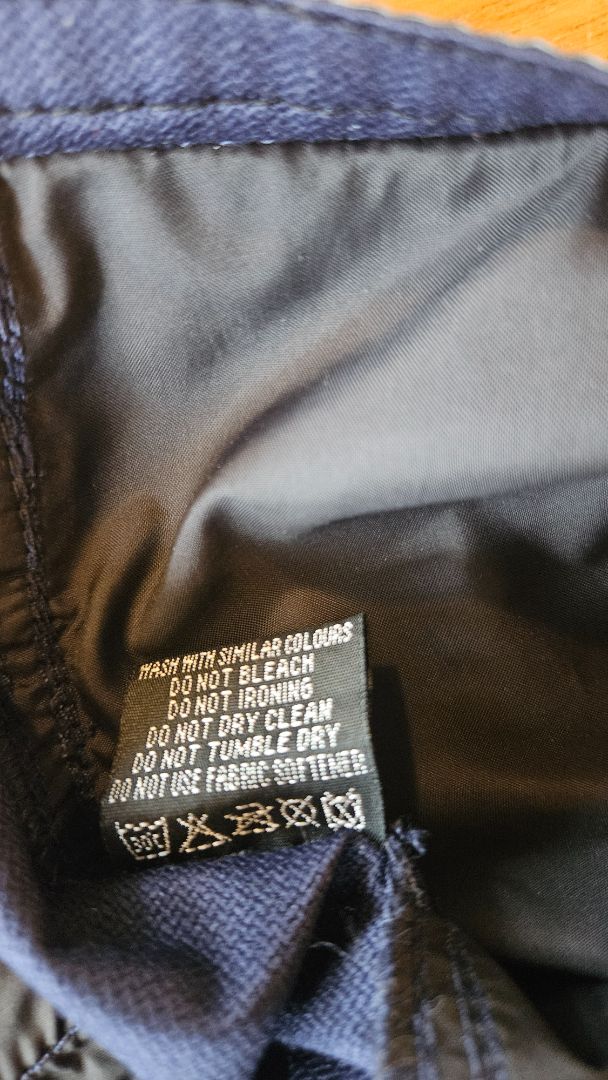 WASH WITH SIMILAR COLOURS
DO NOT BLEACH
DO NOT IRONING
DO NOT DRY CLEAN
DO NOT TUMBLE DRY
DO NOT USE FABRIC SOFTENER
30C